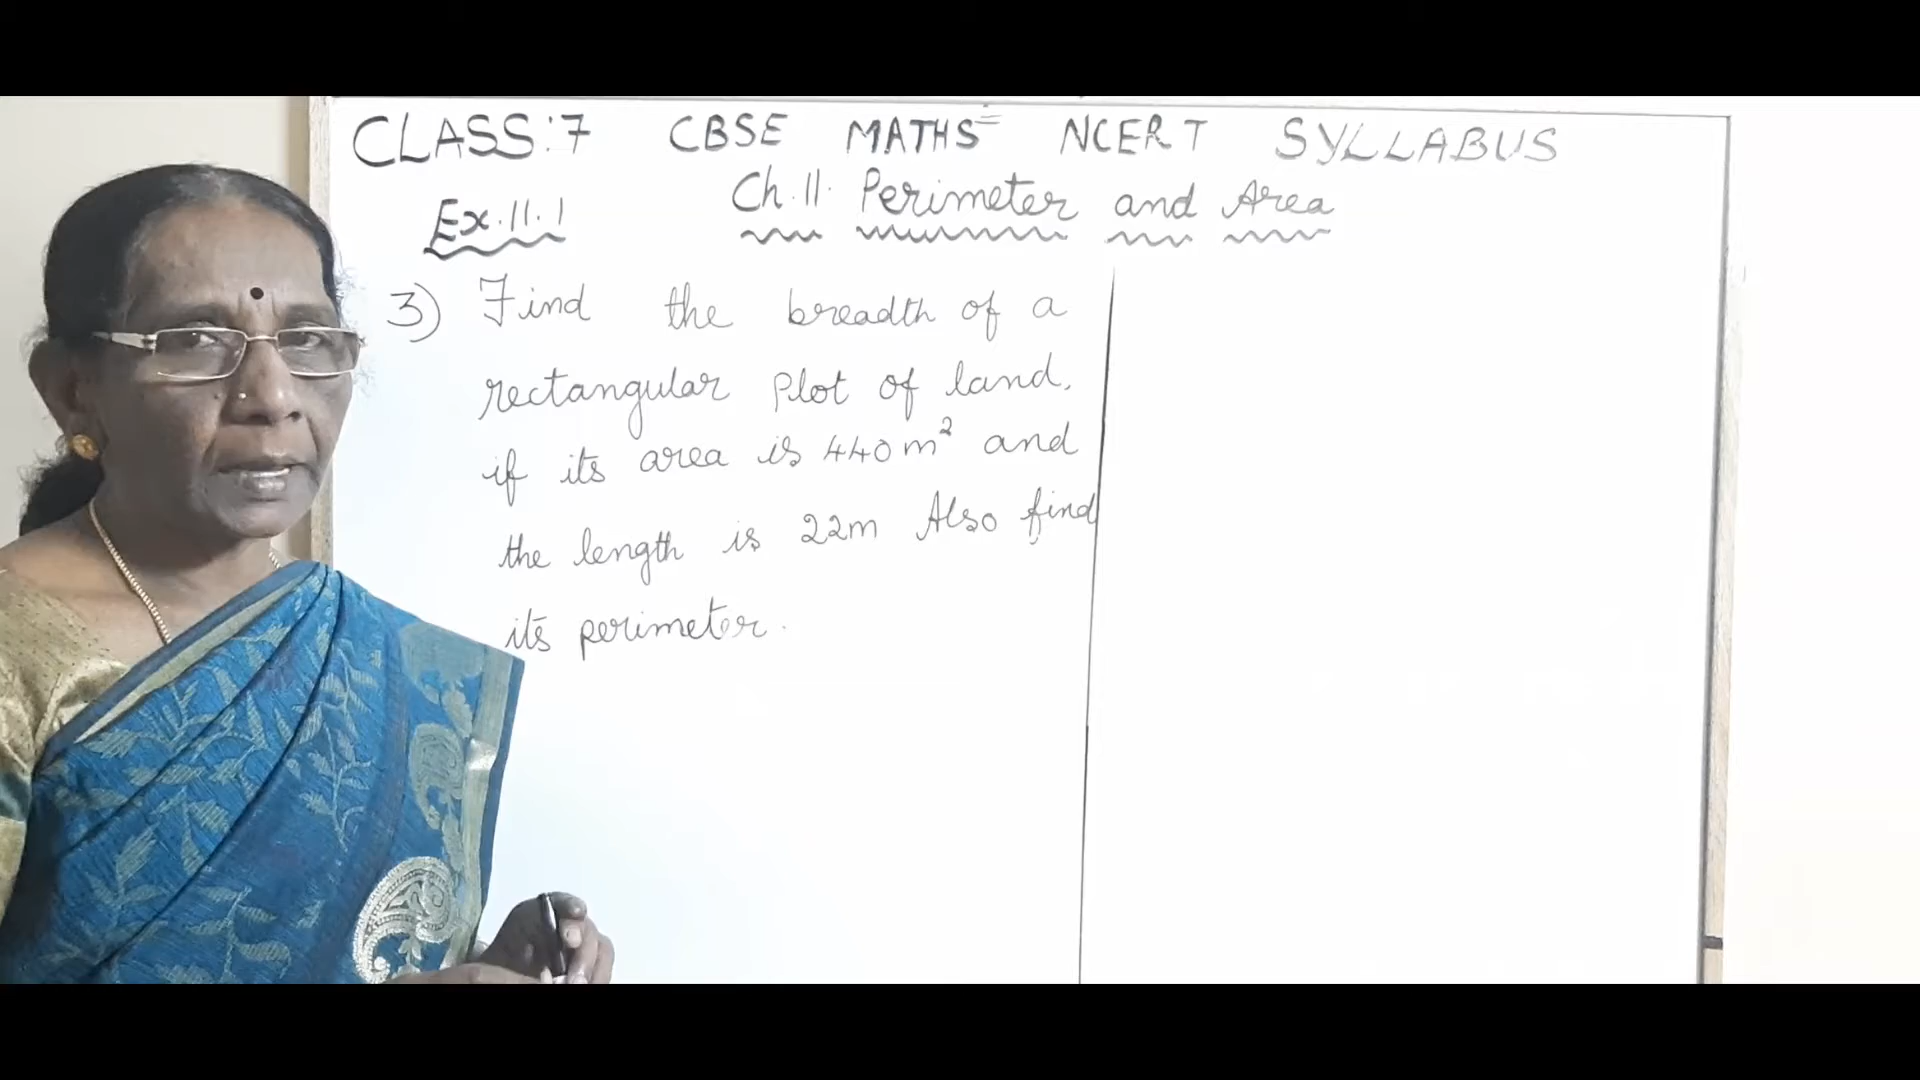 CLASS:7 CBSE MATHS NCERT SYLLABUS
Ch.11. Perimeter and Area
Ex.11.1
3) Find the breadth of a
rectangular plot of land,
if its area is 440m² and
the length is 22m Also find
its perimeter.